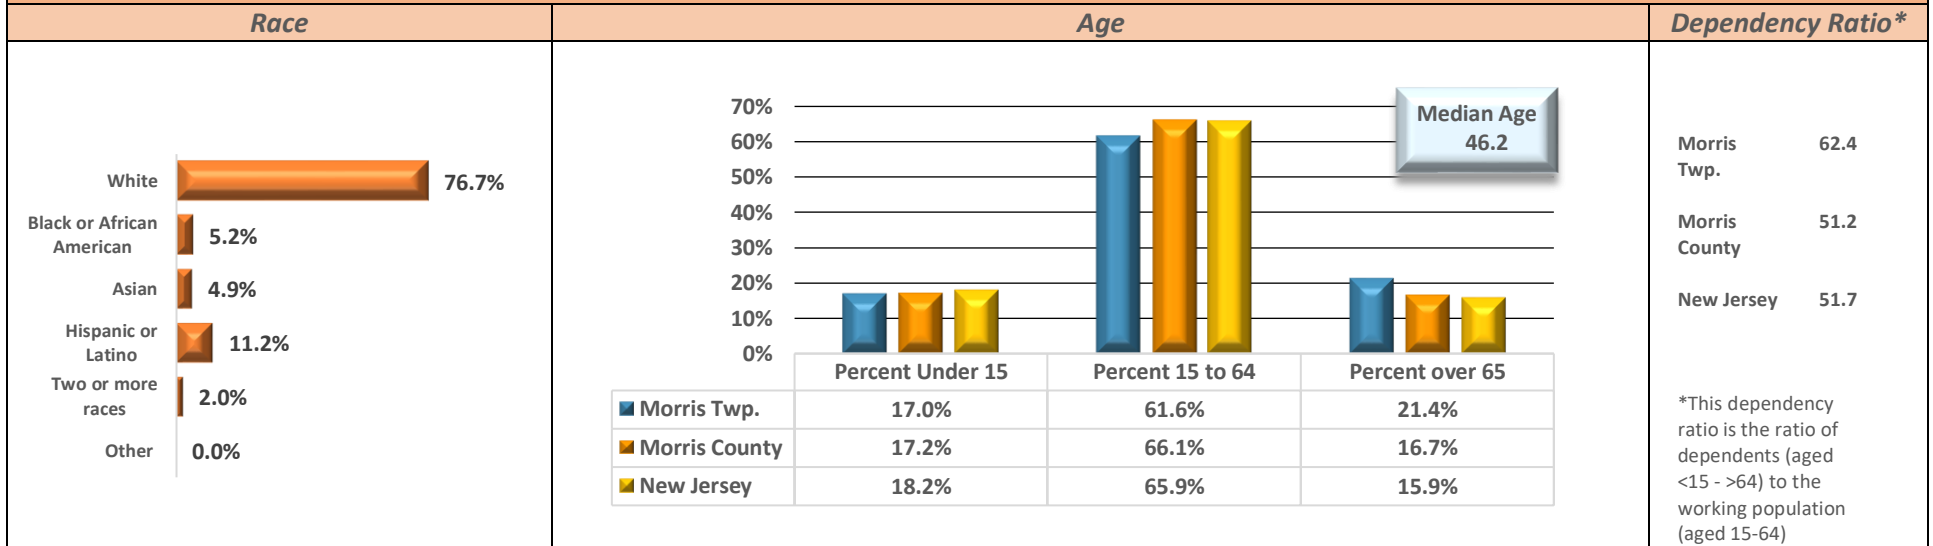 Race
Age
Dependency Ratio*
White
76.7%
Black or African
American
5.2%
Asian
4.9%
Hispanic or
Latino
11.2%
Two or more
races
2.0%
Other
0.0%
70%
60%
50%
40%
30%
20%
10%
0%
Median Age
46.2
Percent Under 15 Percent 15 to 64 Percent over 65
Morris Twp. 17.0% 61.6% 21.4%
Morris County 17.2% 66.1% 16.7%
New Jersey 18.2% 65.9% 15.9%
Morris 62.4
Twp.
Morris 51.2
County
New Jersey 51.7
*This dependency
ratio is the ratio of
dependents (aged
<15 - >64) to the
working population
(aged 15-64)